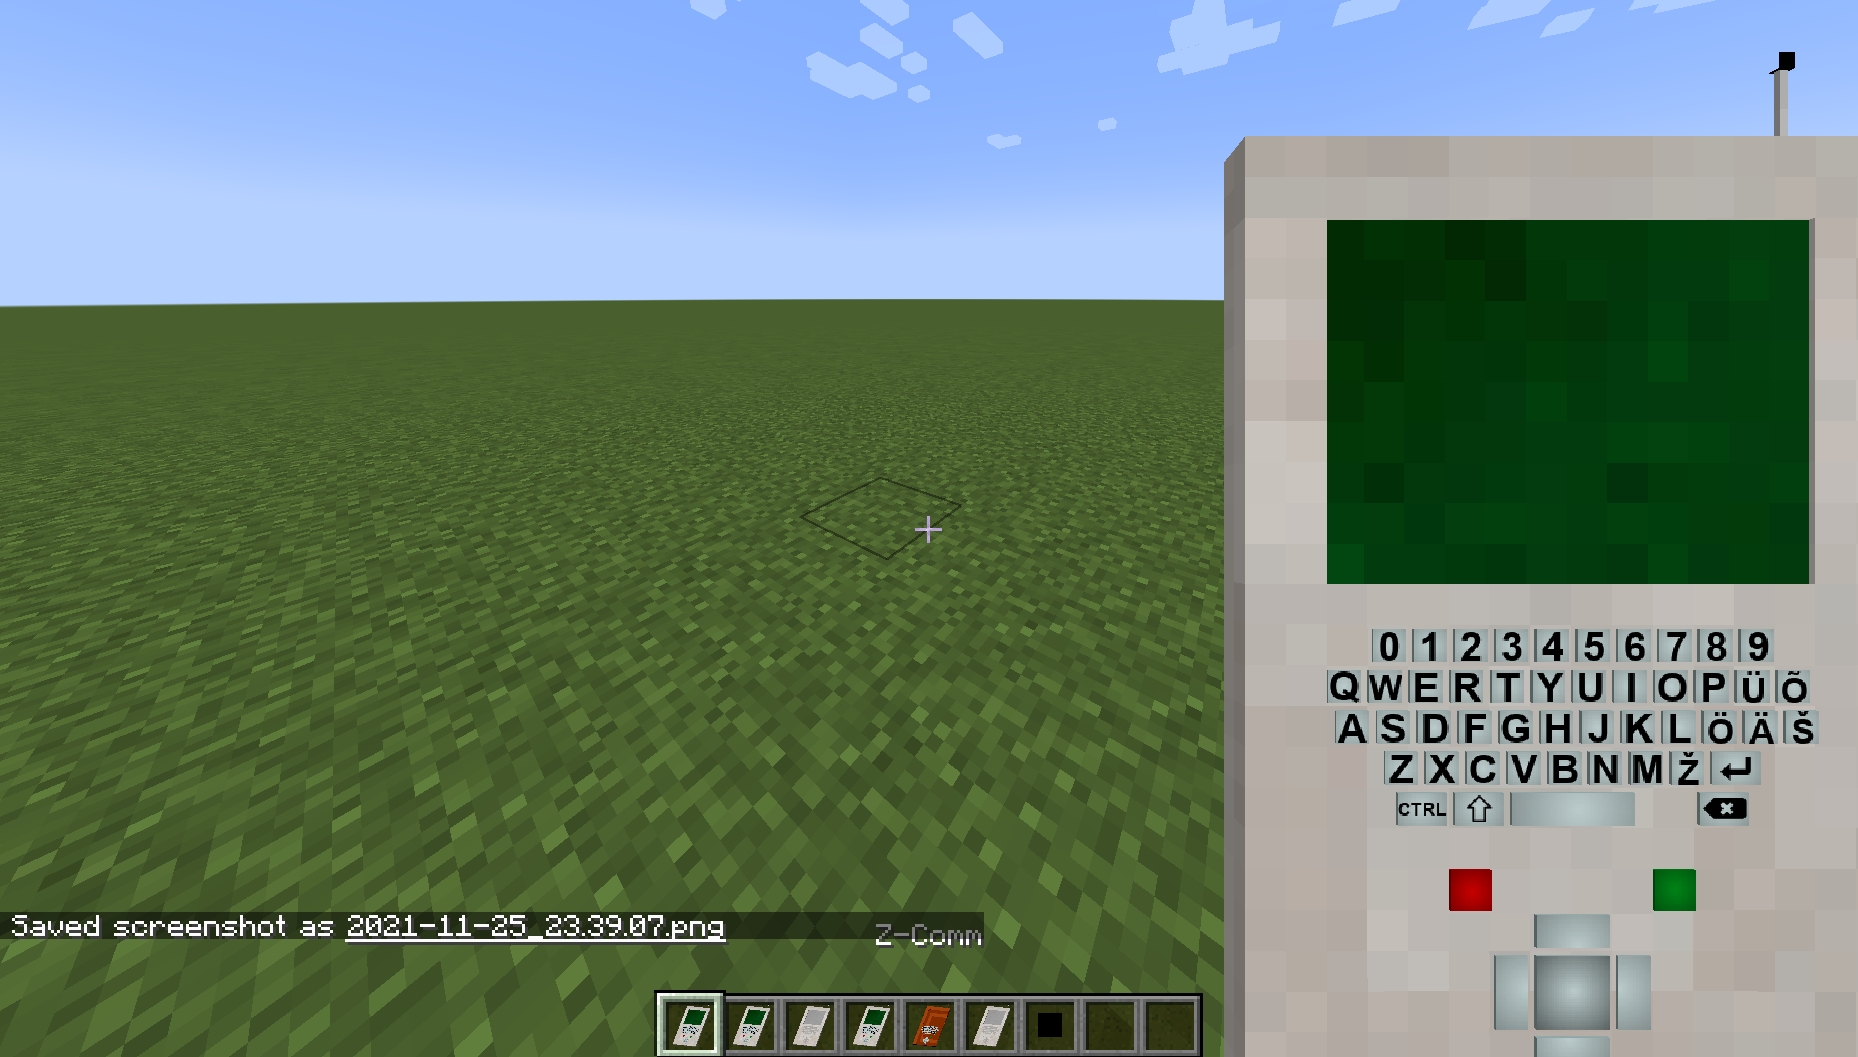 0 1 2 3 4 5 6 7 8 9
Q W E R T Y U I O P Ü Õ
A S D F G H J K L Ö Ä Š
Z X C V B N M Ž
CTRL
Saved screenshot as 2021-11-25_23.39.07.png
Z-Comm